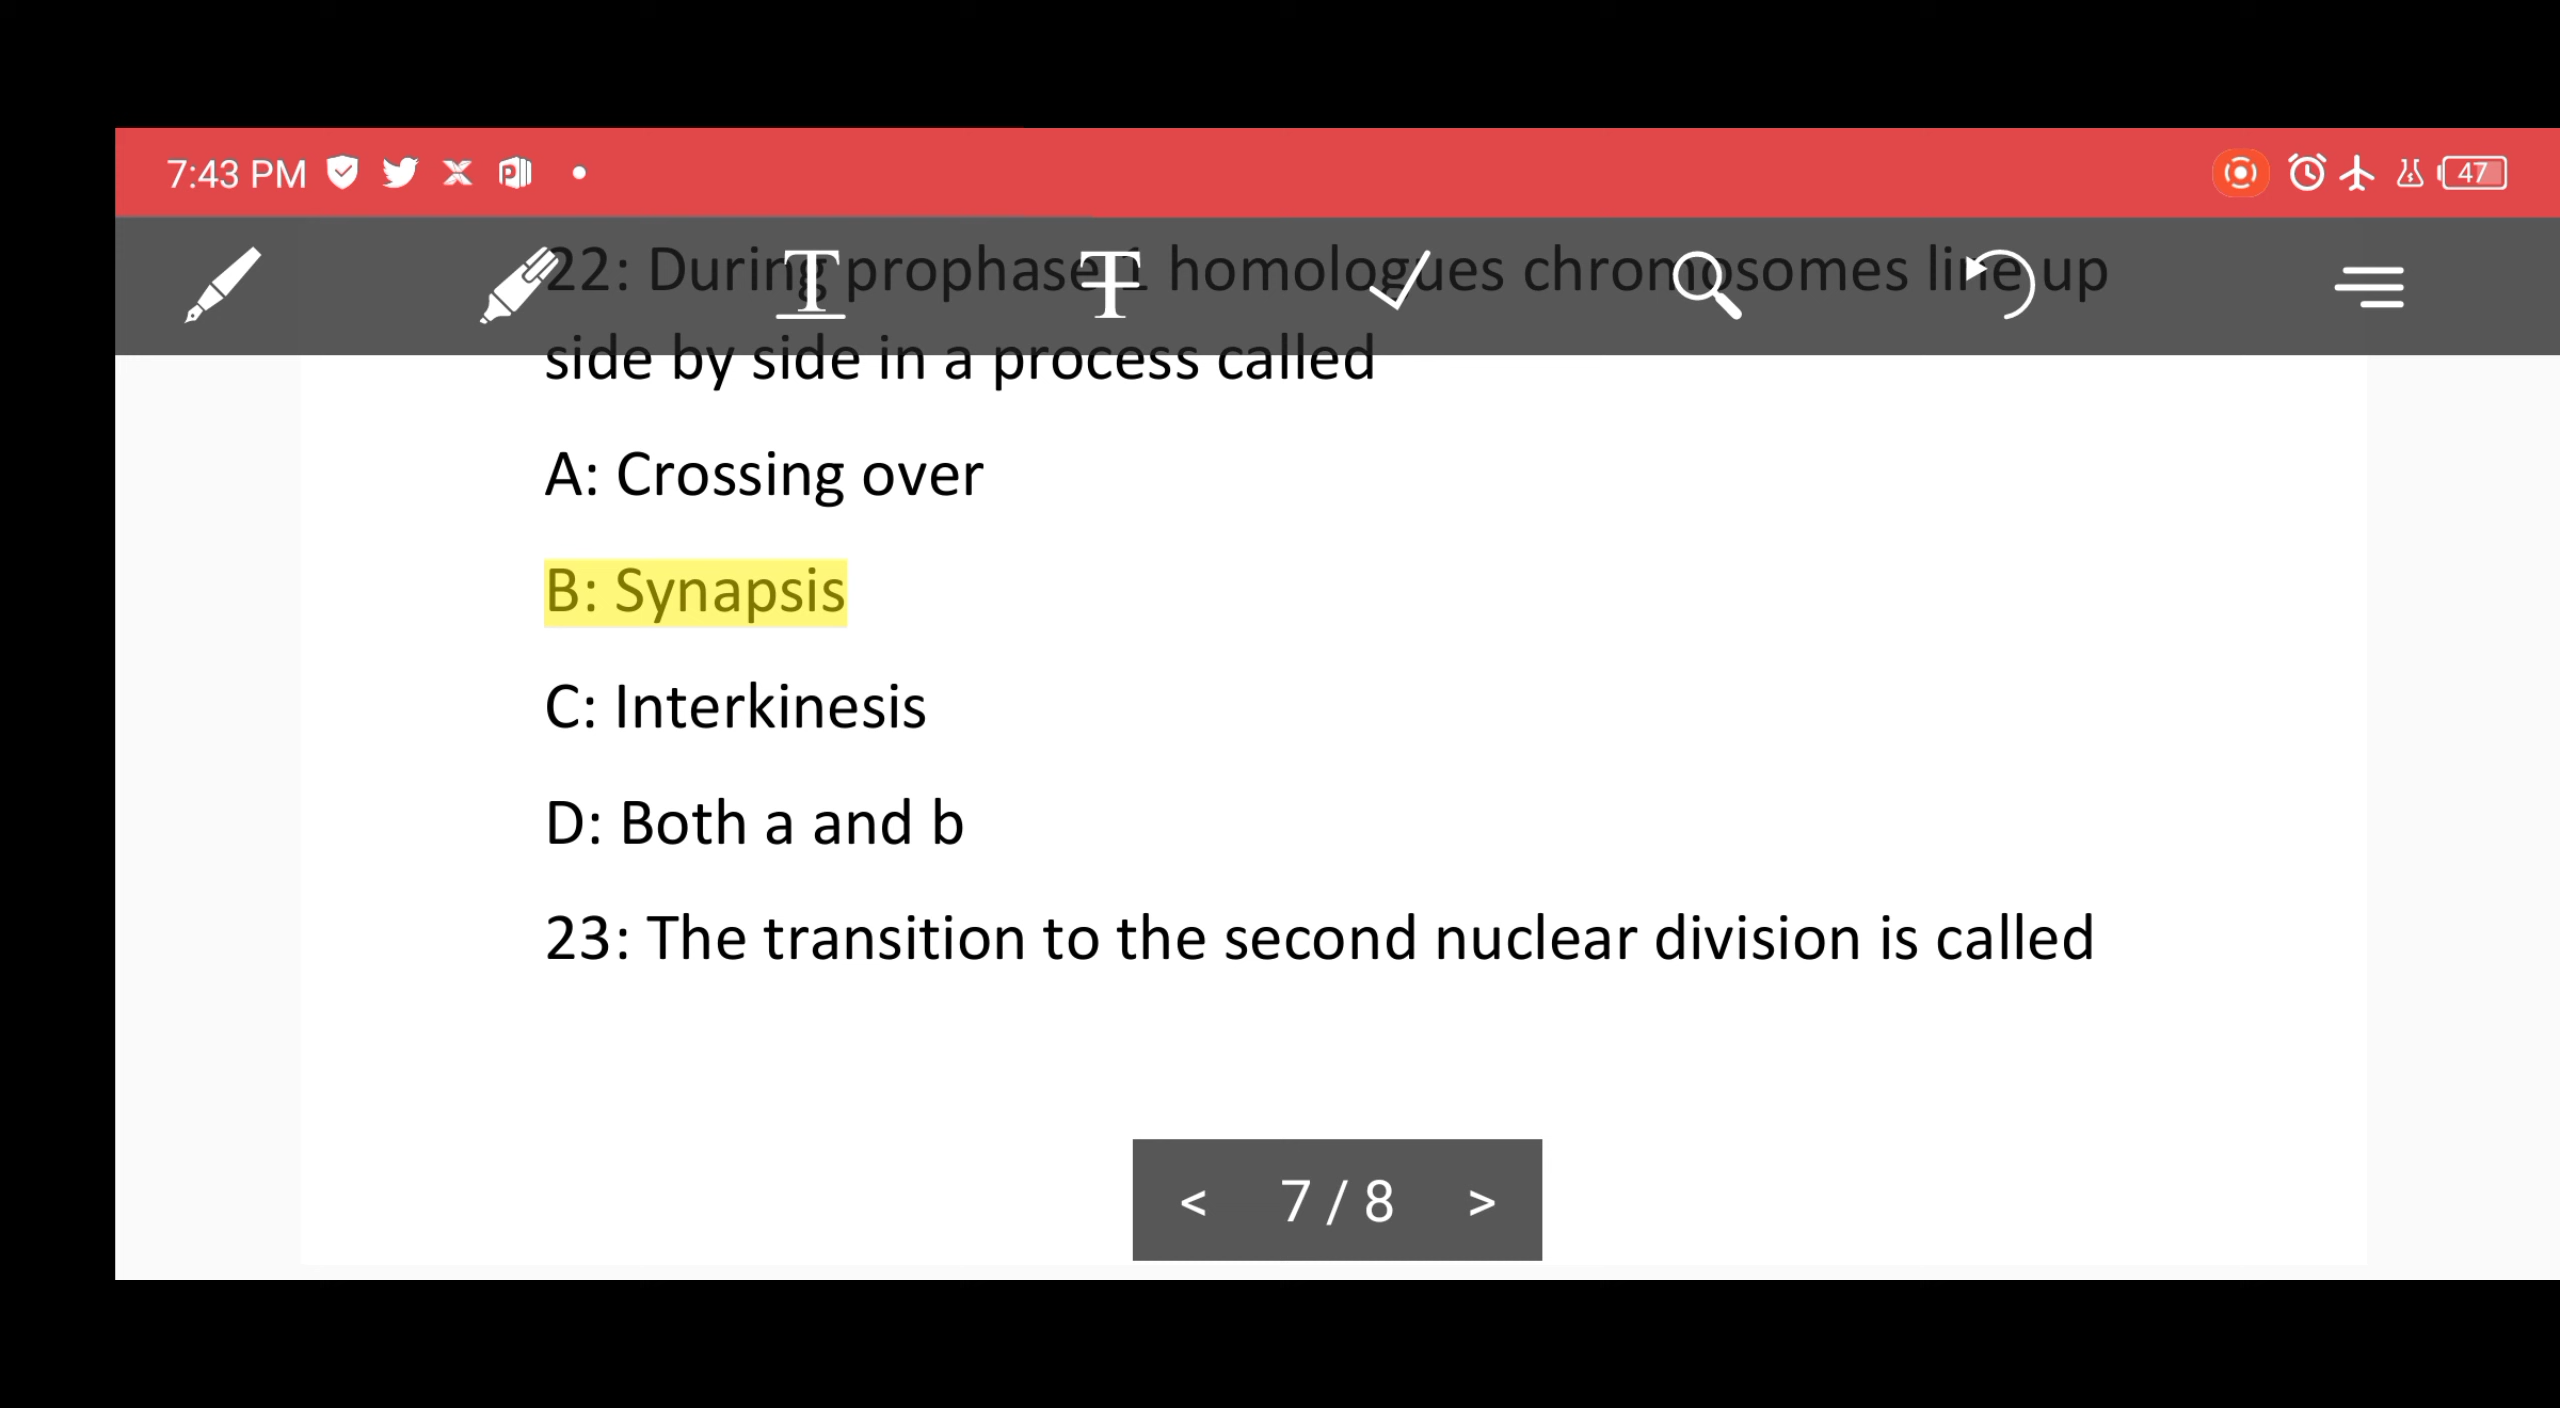 7:43 PM
47
22: During prophase 1 homologues chromosomes line up
side by side in a process called
A: Crossing over
B: Synapsis
C: Interkinesis
D: Both a and b
23: The transition to the second nuclear division is called
< 7 / 8 >